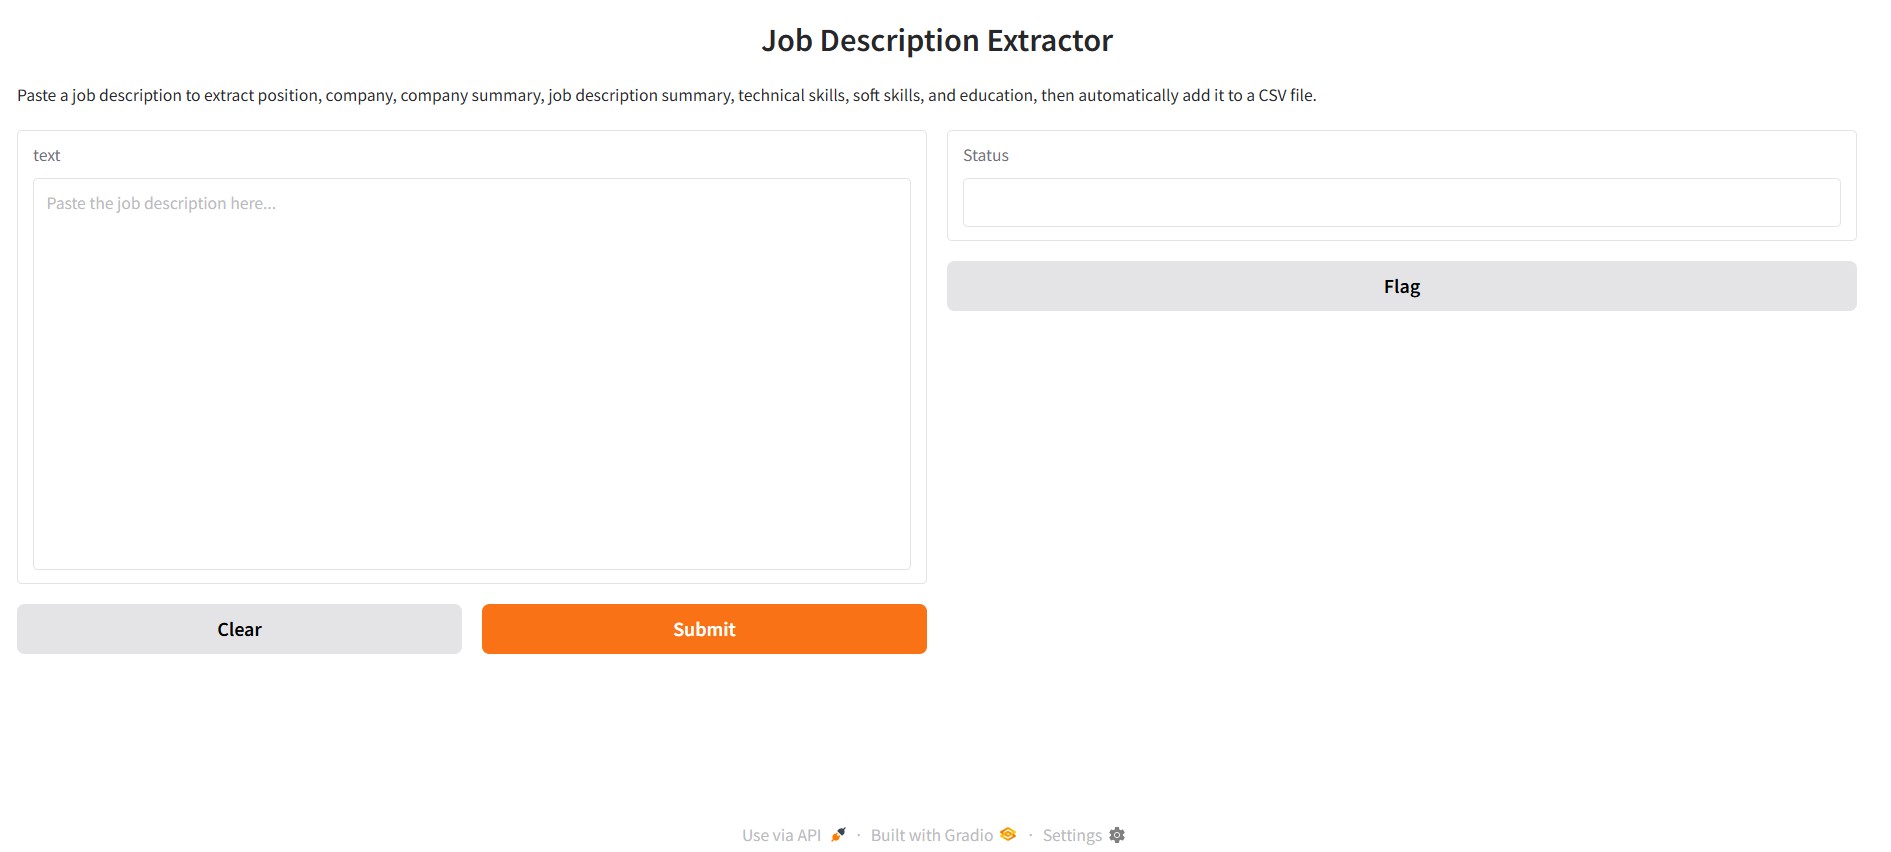 Job Description Extractor
Paste a job description to extract position, company, company summary, job description summary, technical skills, soft skills, and education, then automatically add it to a CSV file.
text
Paste the job description here...
Clear
Submit
Status
Flag
Use via API · Built with Gradio · Settings